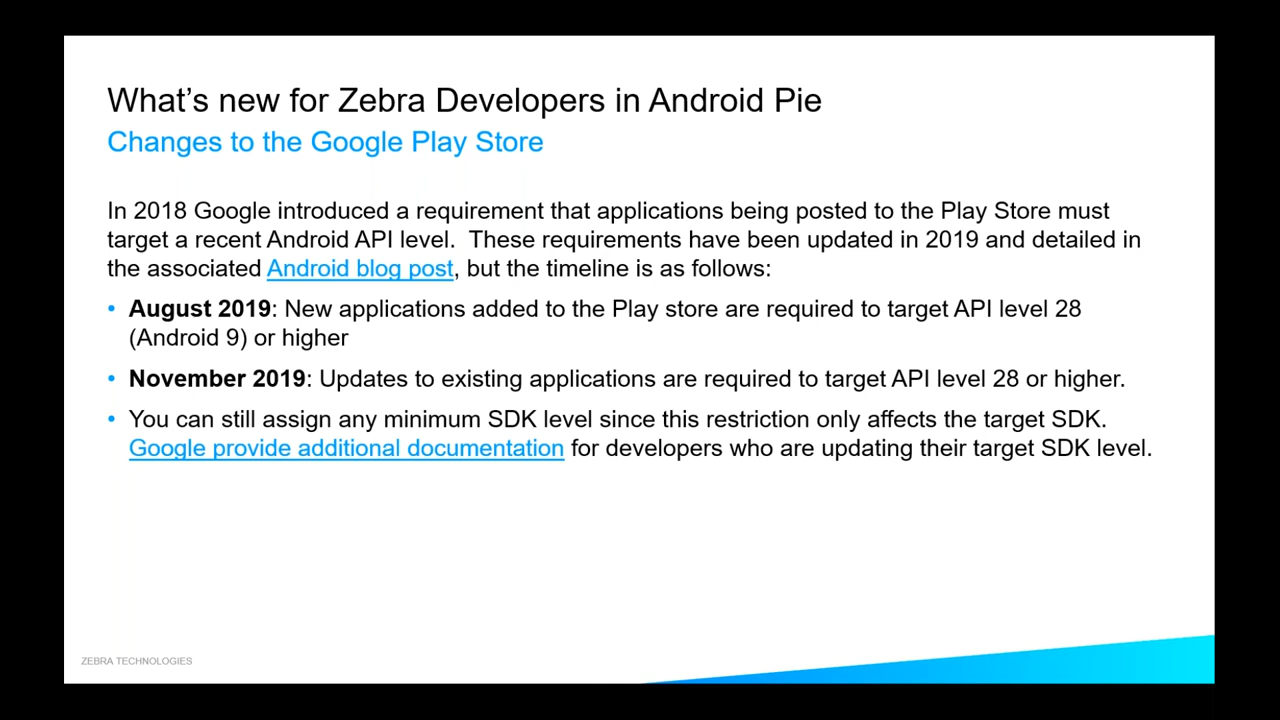 What's new for Zebra Developers in Android Pie
Changes to the Google Play Store
In 2018 Google introduced a requirement that applications being posted to the Play Store must
target a recent Android API level.  These requirements have been updated in 2019 and detailed in
the associated Android blog post, but the timeline is as follows:
• August 2019: New applications added to the Play store are required to target API level 28
(Android 9) or higher
• November 2019: Updates to existing applications are required to target API level 28 or higher.
• You can still assign any minimum SDK level since this restriction only affects the target SDK.
Google provide additional documentation for developers who are updating their target SDK level.
ZEBRA TECHNOLOGIES